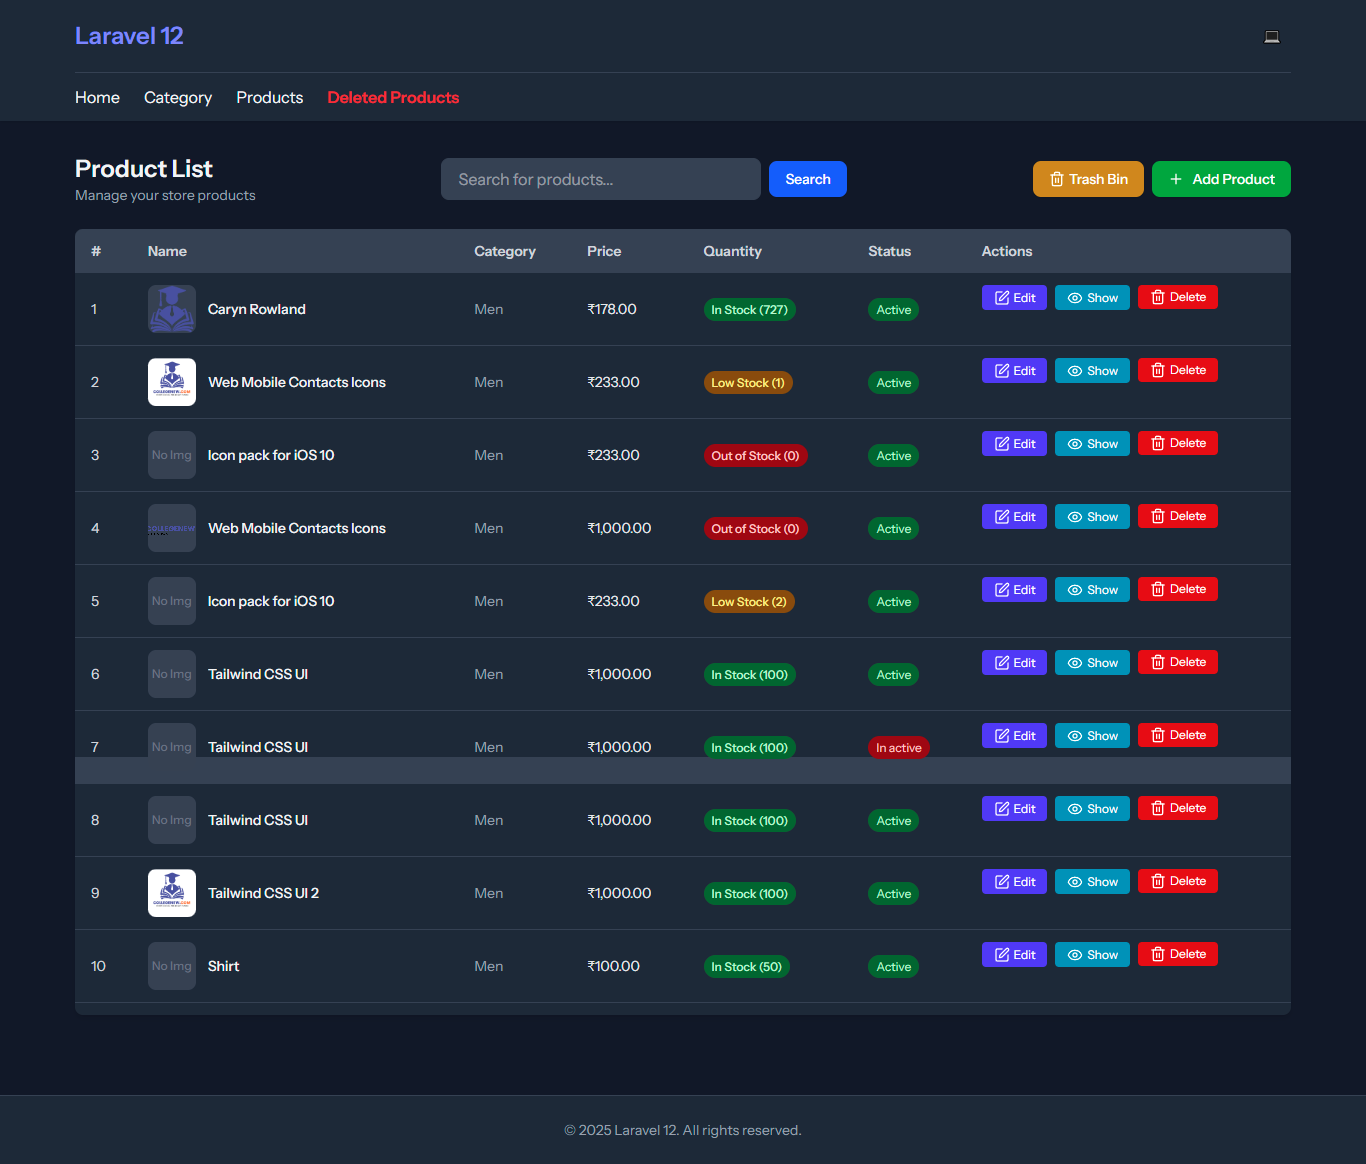 Laravel 12
Home Category Products Deleted Products
Product List
Manage your store products
Search for products... Search Trash Bin + Add Product
# Name Category Price Quantity Status Actions
1 Caryn Rowland Men ₹178.00 In Stock (727) Active Edit Show Delete
2 Web Mobile Contacts Icons Men ₹233.00 Low Stock (1) Active Edit Show Delete
3 No Img Icon pack for iOS 10 Men ₹233.00 Out of Stock (0) Active Edit Show Delete
4 Web Mobile Contacts Icons Men ₹1,000.00 Out of Stock (0) Active Edit Show Delete
5 No Img Icon pack for iOS 10 Men ₹233.00 Low Stock (2) Active Edit Show Delete
6 No Img Tailwind CSS UI Men ₹1,000.00 In Stock (100) Active Edit Show Delete
7 No Img Tailwind CSS UI Men ₹1,000.00 In Stock (100) In active Edit Show Delete
8 No Img Tailwind CSS UI Men ₹1,000.00 In Stock (100) Active Edit Show Delete
9 Tailwind CSS UI 2 Men ₹1,000.00 In Stock (100) Active Edit Show Delete
10 No Img Shirt Men ₹100.00 In Stock (50) Active Edit Show Delete
© 2025 Laravel 12. All rights reserved.